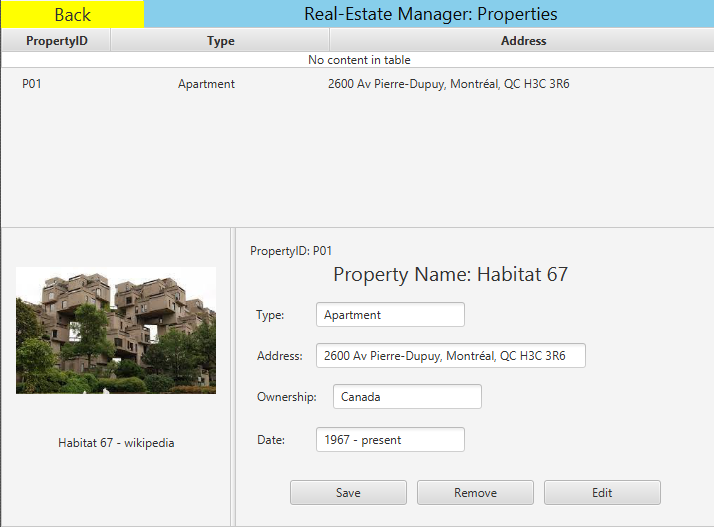 Back
Real-Estate Manager: Properties
PropertyID Type Address
No content in table
P01 Apartment 2600 Av Pierre-Dupuy, Montréal, QC H3C 3R6
PropertyID: P01
Property Name: Habitat 67
Type: Apartment
Address: 2600 Av Pierre-Dupuy, Montréal, QC H3C 3R6
Ownership: Canada
Date: 1967 - present
Habitat 67 - wikipedia
Save Remove Edit